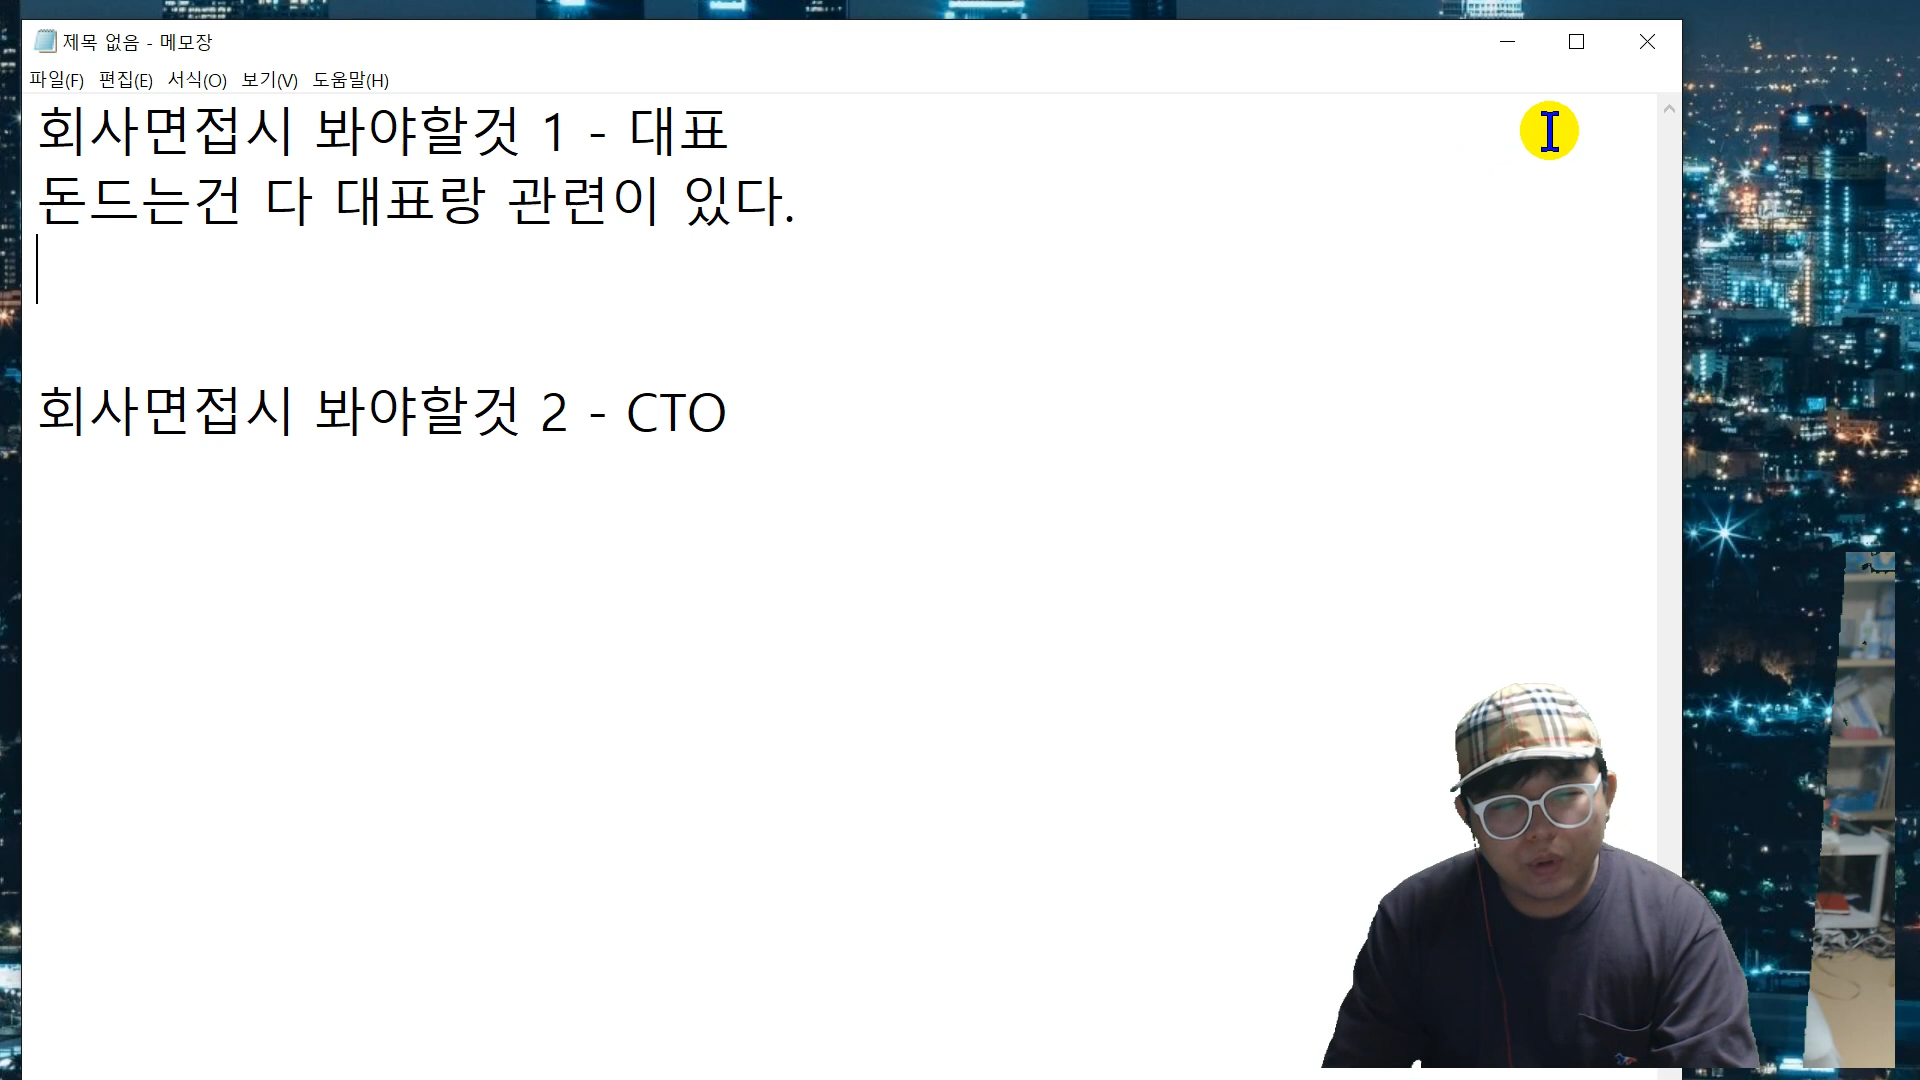 제목 없음 - 메모장
파일(F) 편집(E) 서식(O) 보기(V) 도움말(H)
회사면접시 봐야할것 1 - 대표
돈드는건 다 대표랑 관련이 있다.
회사면접시 봐야할것 2 - CTO